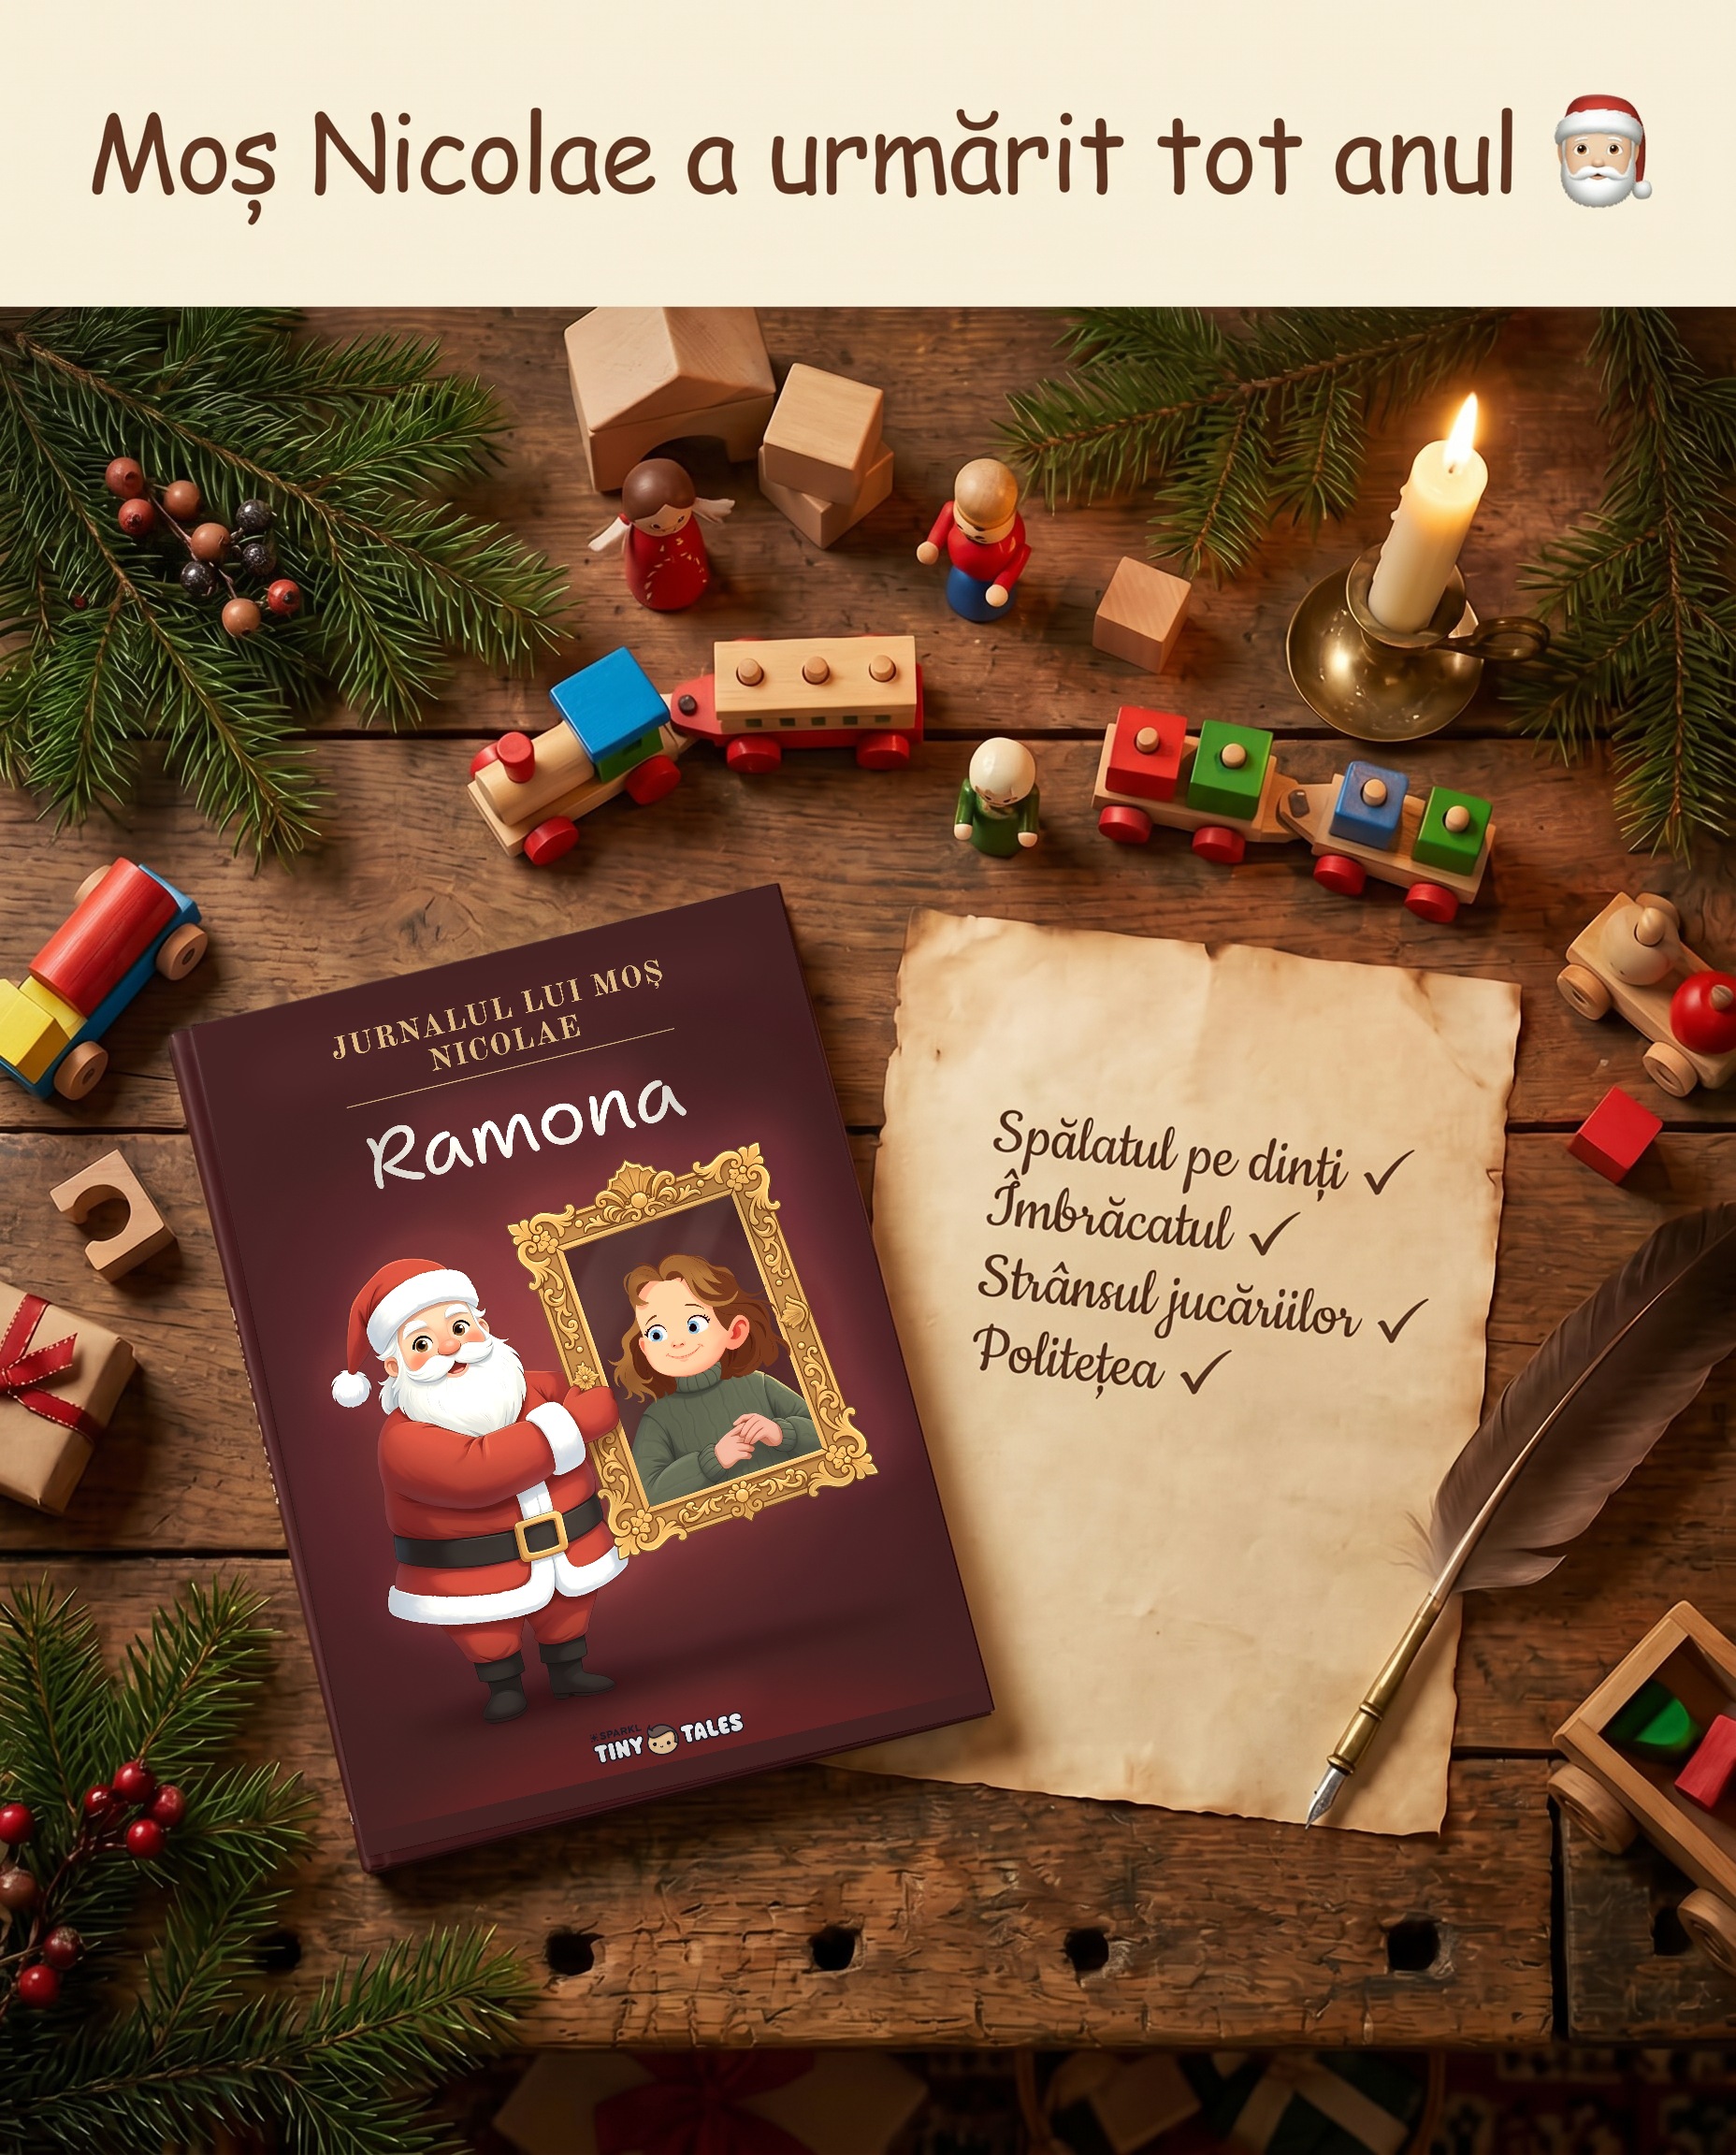 Moș Nicolae a urmărit tot anul 🎅🏻
JURNALUL LUI MOȘ
NICOLAE
Ramona
SPARKL
TINY TALES
Spălatul pe dinți ✓
Îmbrăcatul ✓
Strânsul jucăriilor ✓
Politețea ✓